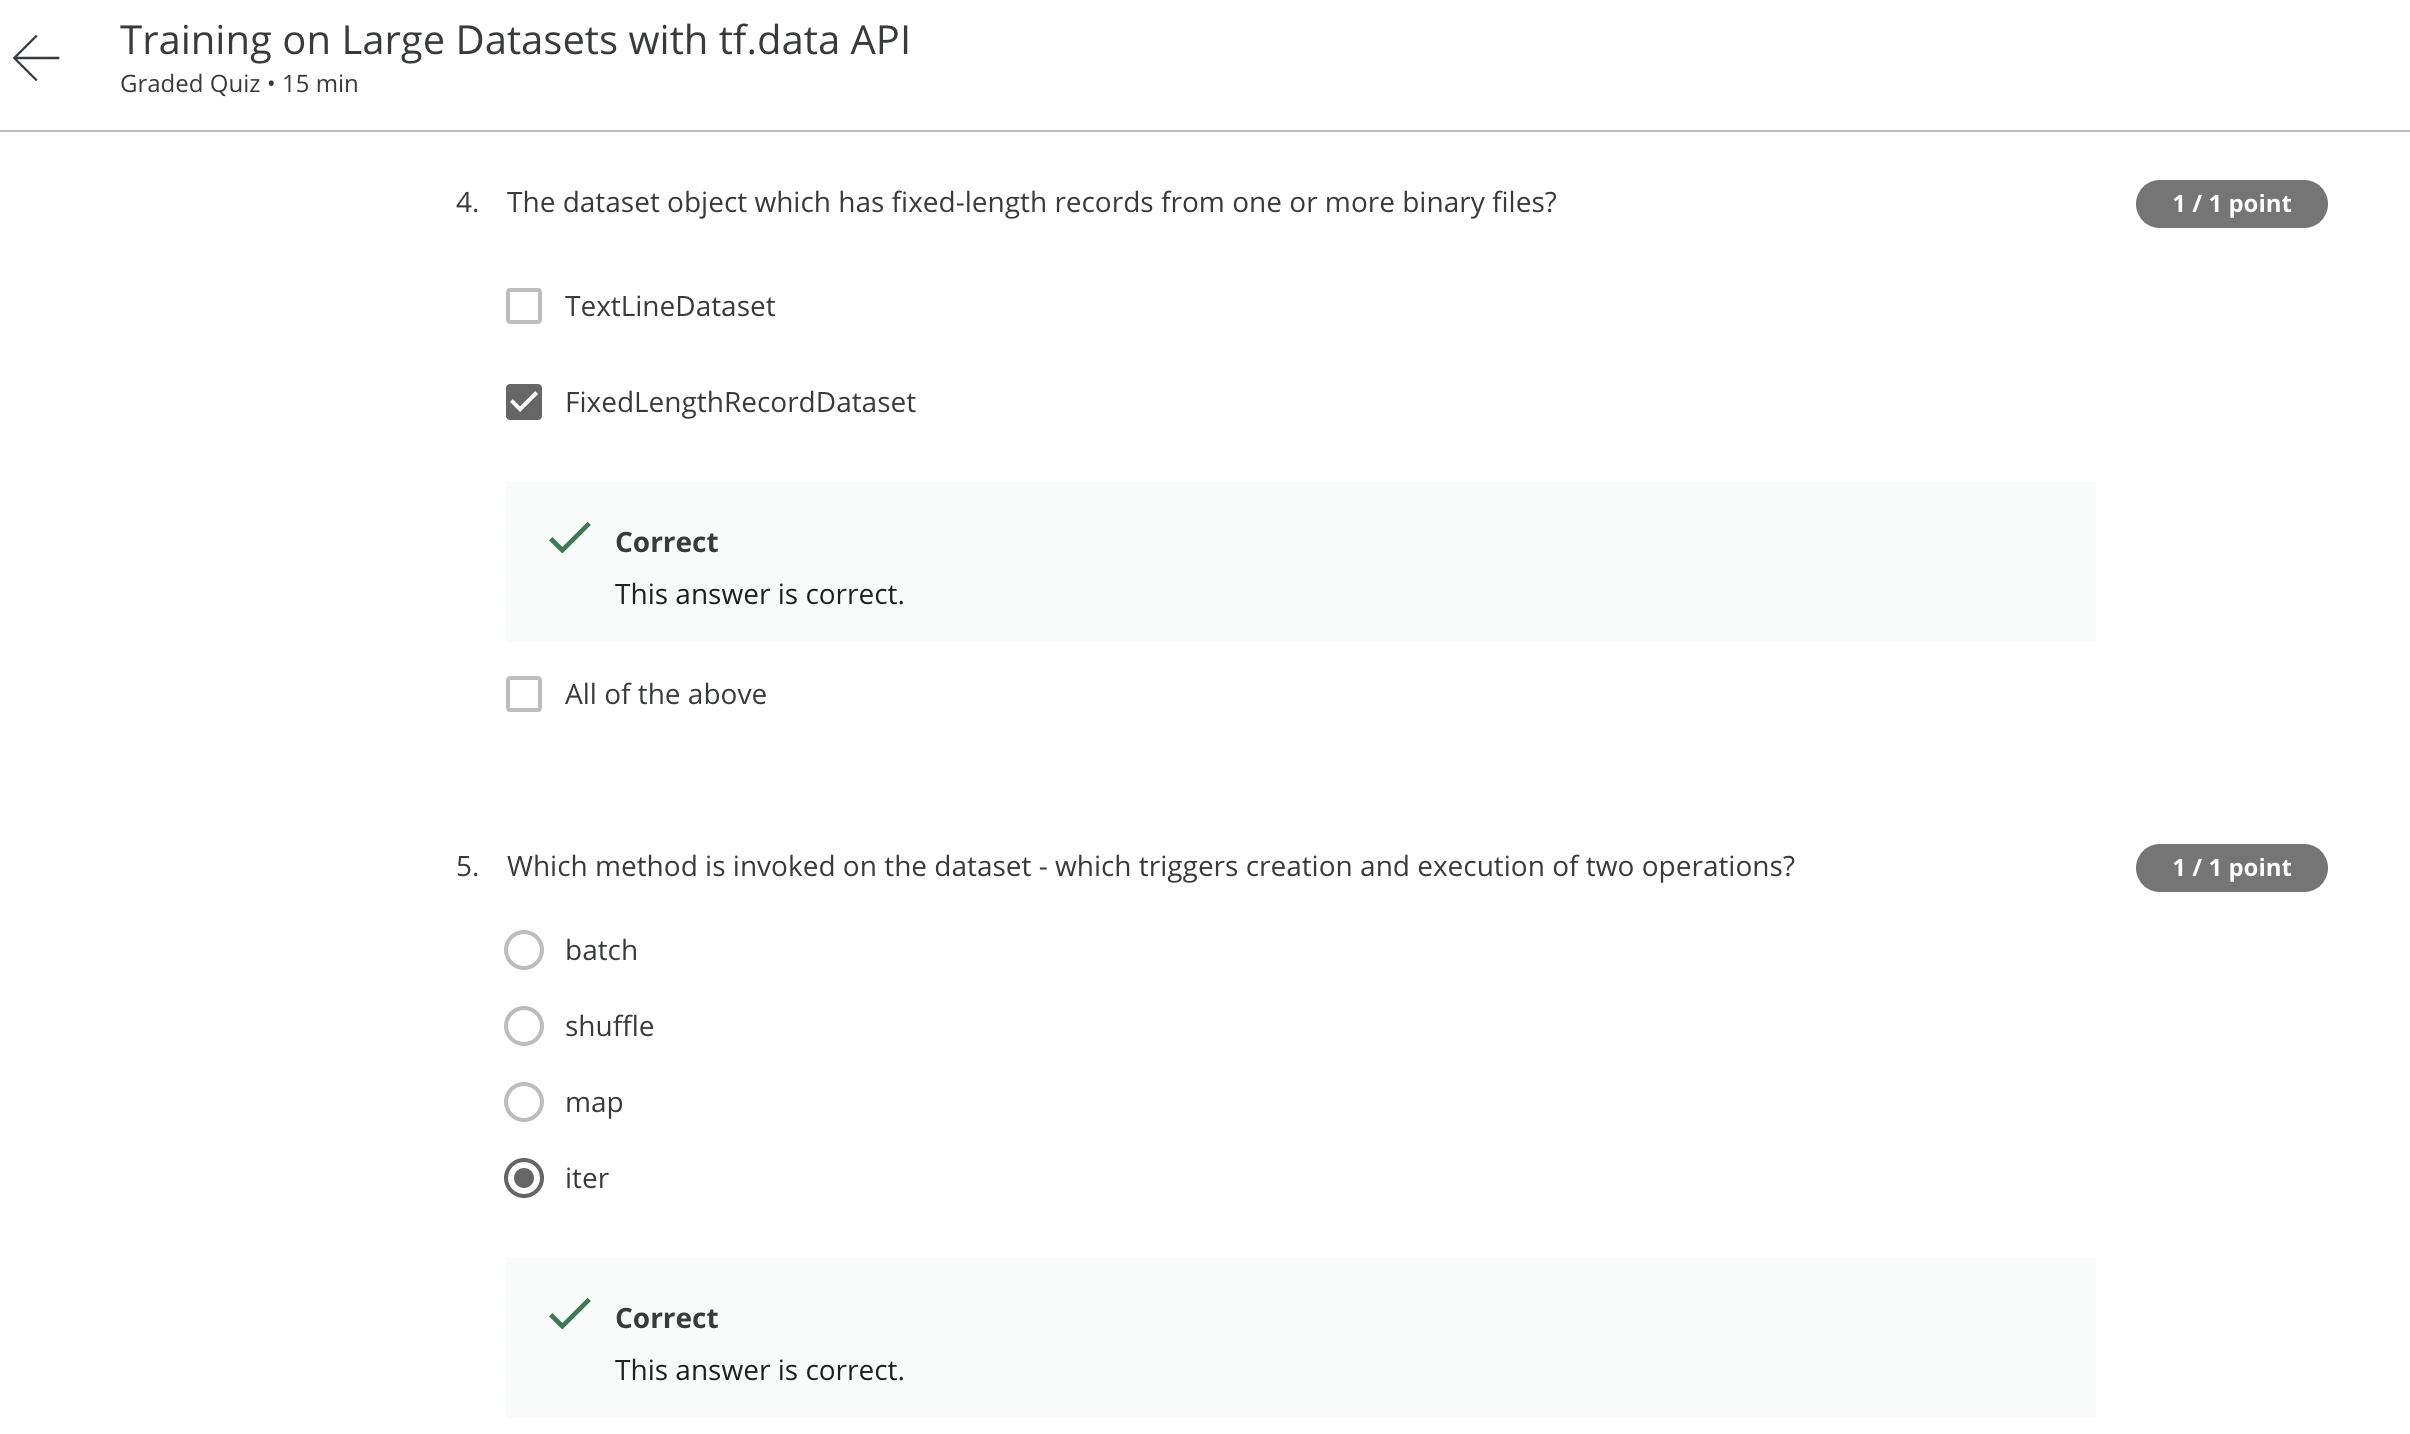 Training on Large Datasets with tf.data API
Graded Quiz • 15 min
4. The dataset object which has fixed-length records from one or more binary files?
1 / 1 point
TextLineDataset
FixedLengthRecordDataset
Correct
This answer is correct.
All of the above
5. Which method is invoked on the dataset - which triggers creation and execution of two operations?
1 / 1 point
batch
shuffle
map
iter
Correct
This answer is correct.